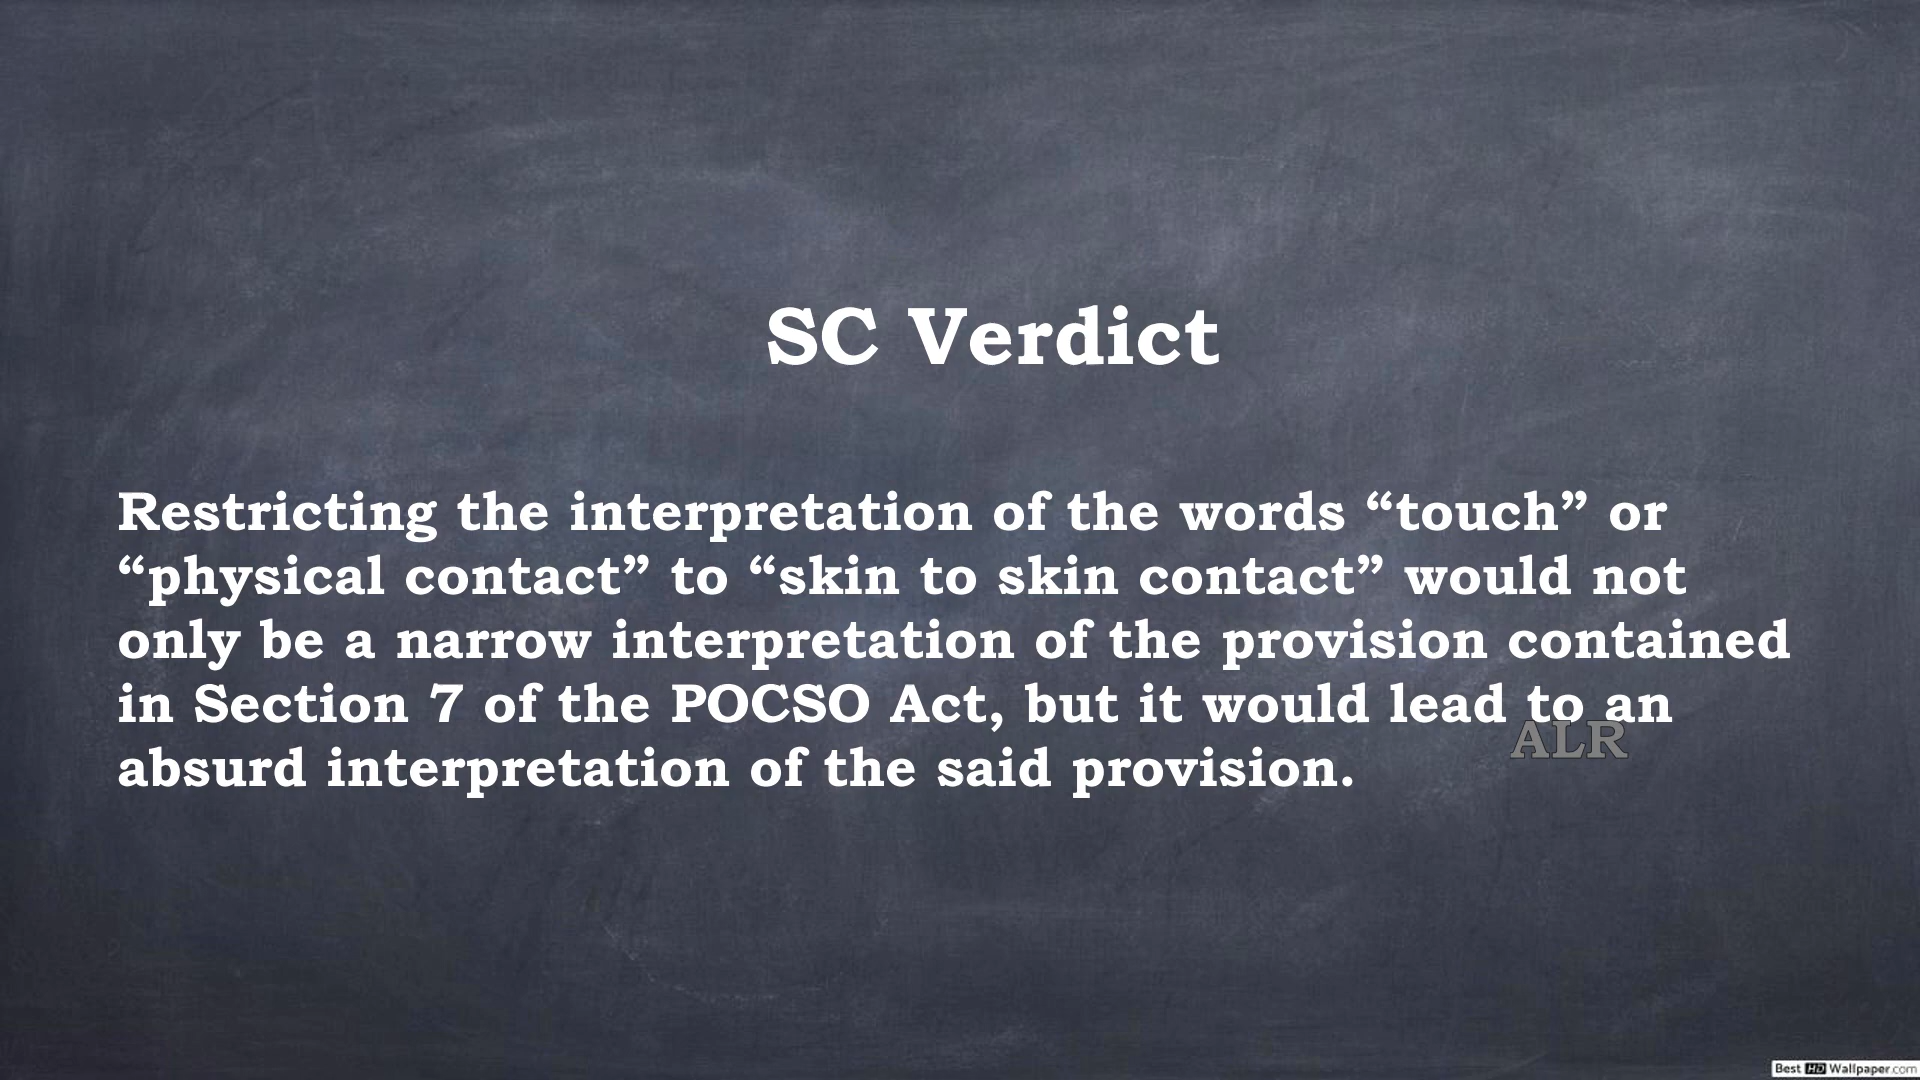 SC Verdict
Restricting the interpretation of the words “touch” or
“physical contact” to “skin to skin contact” would not
only be a narrow interpretation of the provision contained
in Section 7 of the POCSO Act, but it would lead to an
ALR
absurd interpretation of the said provision.
Best HD Wallpaper.com